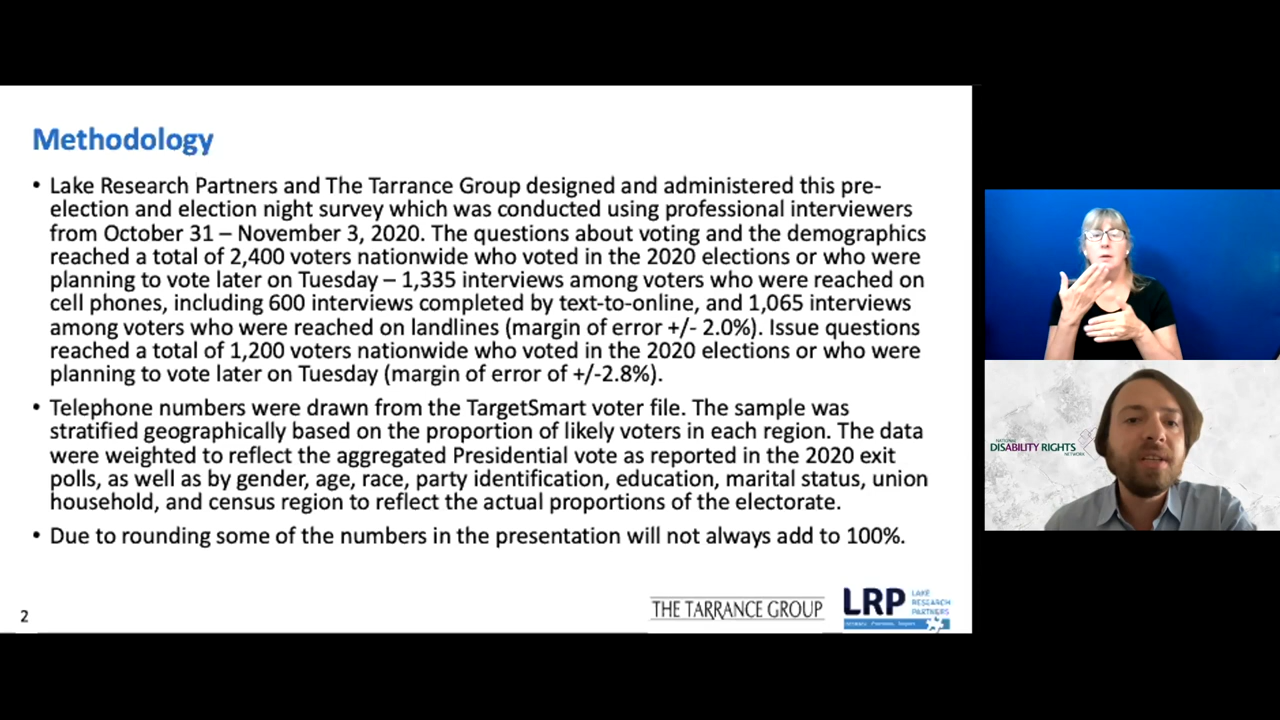 Methodology
• Lake Research Partners and The Tarrance Group designed and administered this pre-
election and election night survey which was conducted using professional interviewers
from October 31 – November 3, 2020. The questions about voting and the demographics
reached a total of 2,400 voters nationwide who voted in the 2020 elections or who were
planning to vote later on Tuesday – 1,335 interviews among voters who were reached on
cell phones, including 600 interviews completed by text-to-online, and 1,065 interviews
among voters who were reached on landlines (margin of error +/- 2.0%). Issue questions
reached a total of 1,200 voters nationwide who voted in the 2020 elections or who were
planning to vote later on Tuesday (margin of error of +/-2.8%).
• Telephone numbers were drawn from the TargetSmart voter file. The sample was
stratified geographically based on the proportion of likely voters in each region. The data
were weighted to reflect the aggregated Presidential vote as reported in the 2020 exit
polls, as well as by gender, age, race, party identification, education, marital status, union
household, and census region to reflect the actual proportions of the electorate.
• Due to rounding some of the numbers in the presentation will not always add to 100%.
2
THE TARRANCE GROUP
LRP
LAKE
RESEARCH
PARTNERS
NATIONAL
DISABILITY RIGHTS
NETWORK